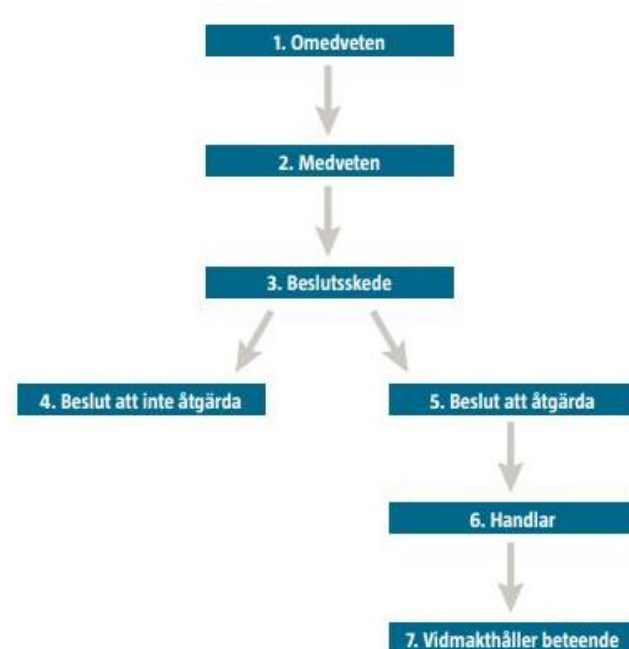 1. Omedveten
2. Medveten
3. Beslutsskede
4. Beslut att inte åtgärda
5. Beslut att åtgärda
6. Handlar
7. Vidmakthåller beteende